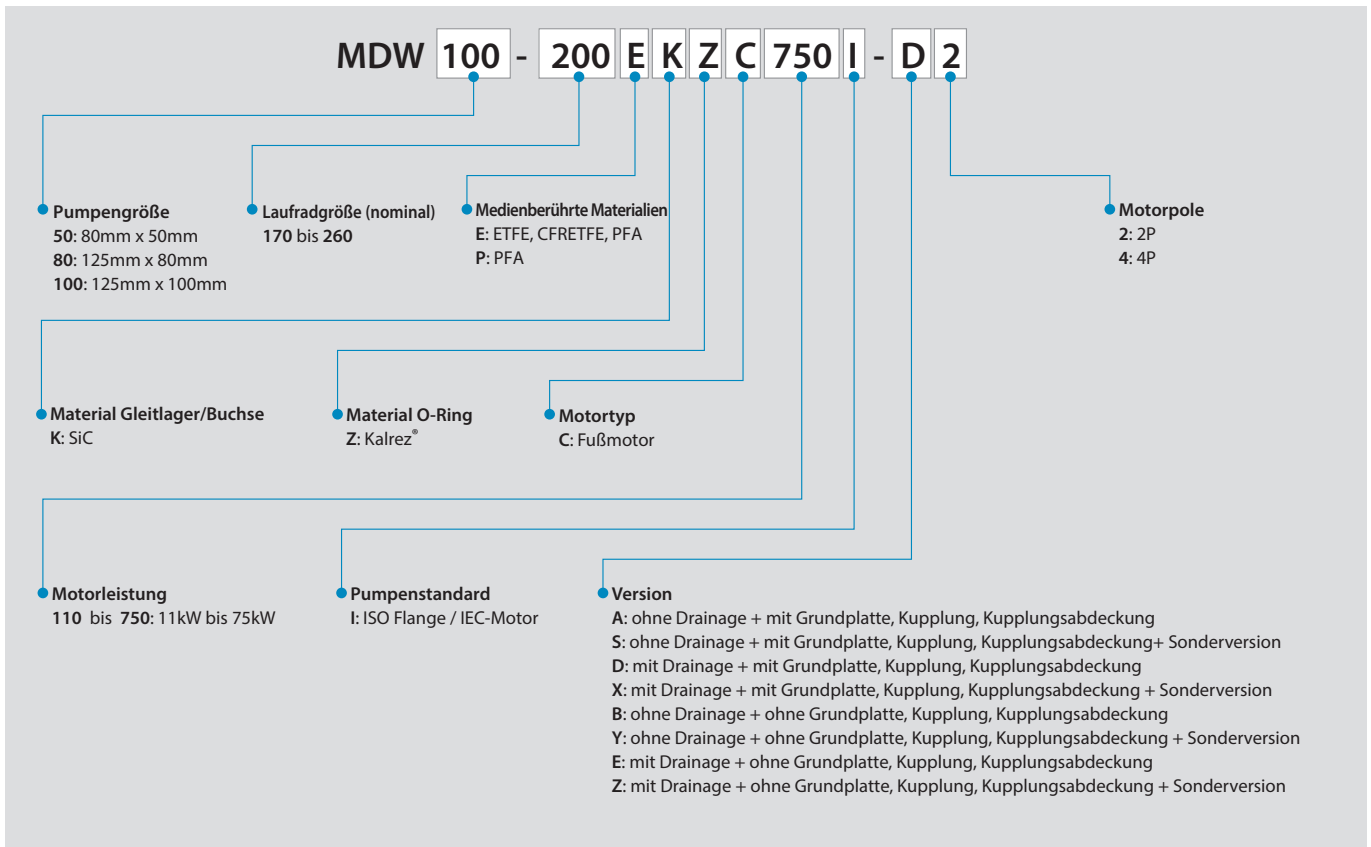 MDW 100 - 200 E K Z C 750 I - D 2
Pumpengröße
50: 80mm x 50mm
80: 125mm x 80mm
100: 125mm x 100mm
Laufradgröße (nominal)
170 bis 260
Medienberührte Materialien
E: ETFE, CFRETFE, PFA
P: PFA
Motorpole
2: 2P
4: 4P
Material Gleitlager/Buchse
K: SiC
Material O-Ring
Z: Kalrez®
Motortyp
C: Fußmotor
Motorleistung
110 bis 750: 11kW bis 75kW
Pumpenstandard
I: ISO Flange / IEC-Motor
Version
A: ohne Drainage + mit Grundplatte, Kupplung, Kupplungsabdeckung
S: ohne Drainage + mit Grundplatte, Kupplung, Kupplungsabdeckung+ Sonderversion
D: mit Drainage + mit Grundplatte, Kupplung, Kupplungsabdeckung
X: mit Drainage + mit Grundplatte, Kupplung, Kupplungsabdeckung + Sonderversion
B: ohne Drainage + ohne Grundplatte, Kupplung, Kupplungsabdeckung
Y: ohne Drainage + ohne Grundplatte, Kupplung, Kupplungsabdeckung + Sonderversion
E: mit Drainage + ohne Grundplatte, Kupplung, Kupplungsabdeckung
Z: mit Drainage + ohne Grundplatte, Kupplung, Kupplungsabdeckung + Sonderversion